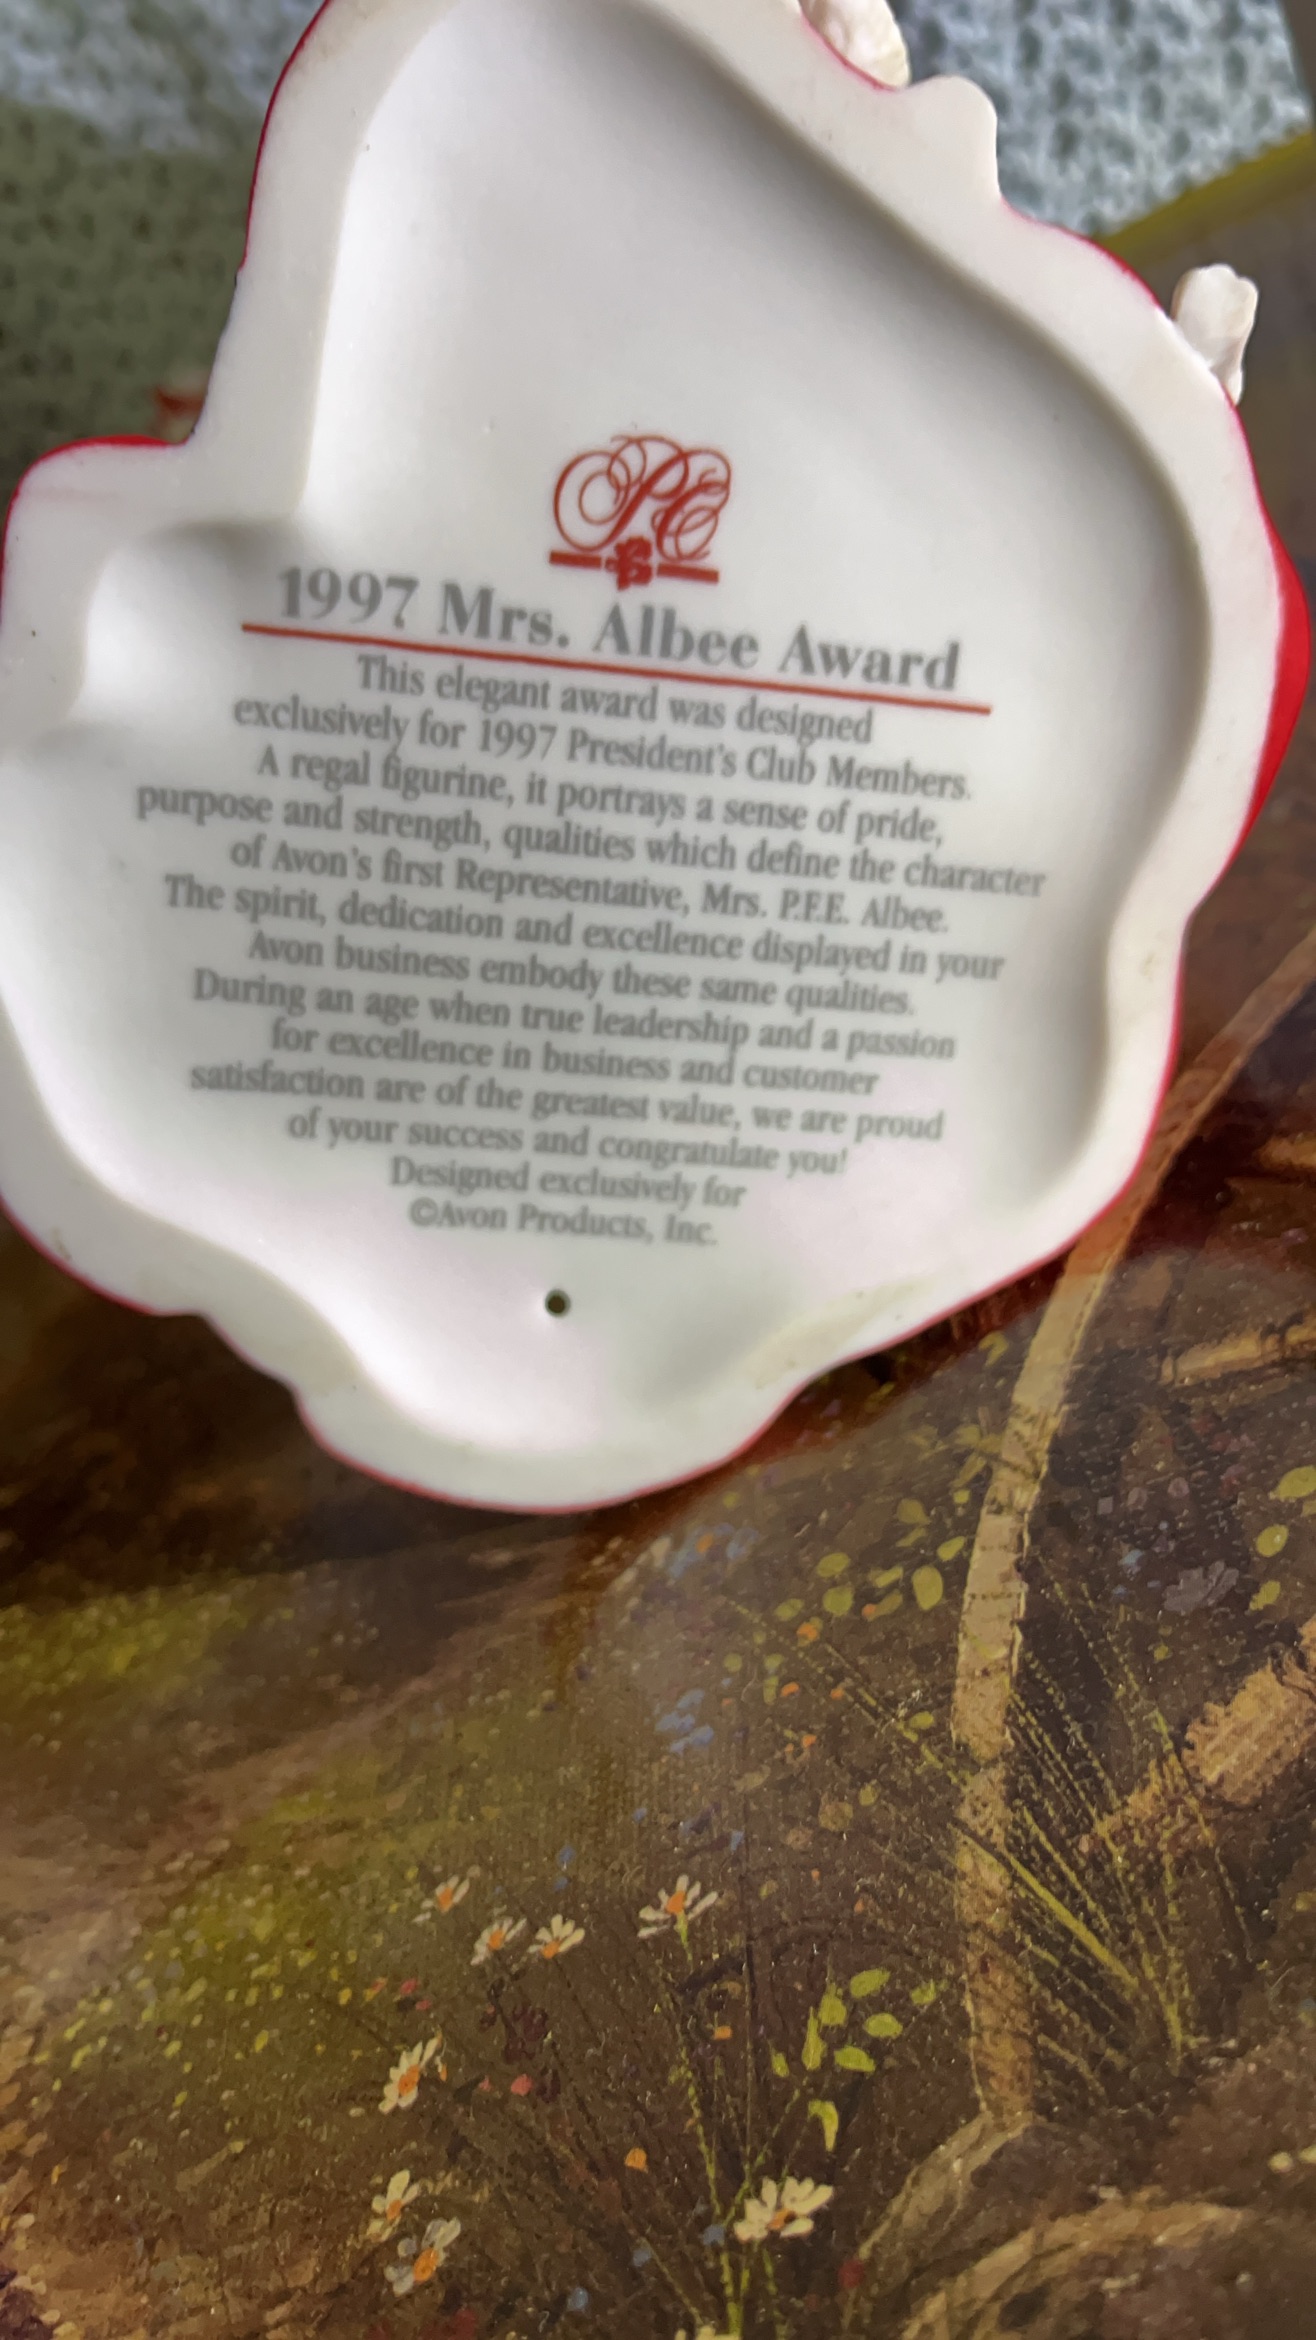 PC
1997 Mrs. Albee Award
This elegant award was designed
exclusively for 1997 President's Club Members.
A regal figurine, it portrays a sense of pride,
purpose and strength, qualities which define the character
of Avon's first Representative, Mrs. P.F.E. Albee.
The spirit, dedication and excellence displayed in your
Avon business embody these same qualities.
During an age when true leadership and a passion
for excellence in business and customer
satisfaction are of the greatest value, we are proud
of your success and congratulate you!
Designed exclusively for
©Avon Products, Inc.